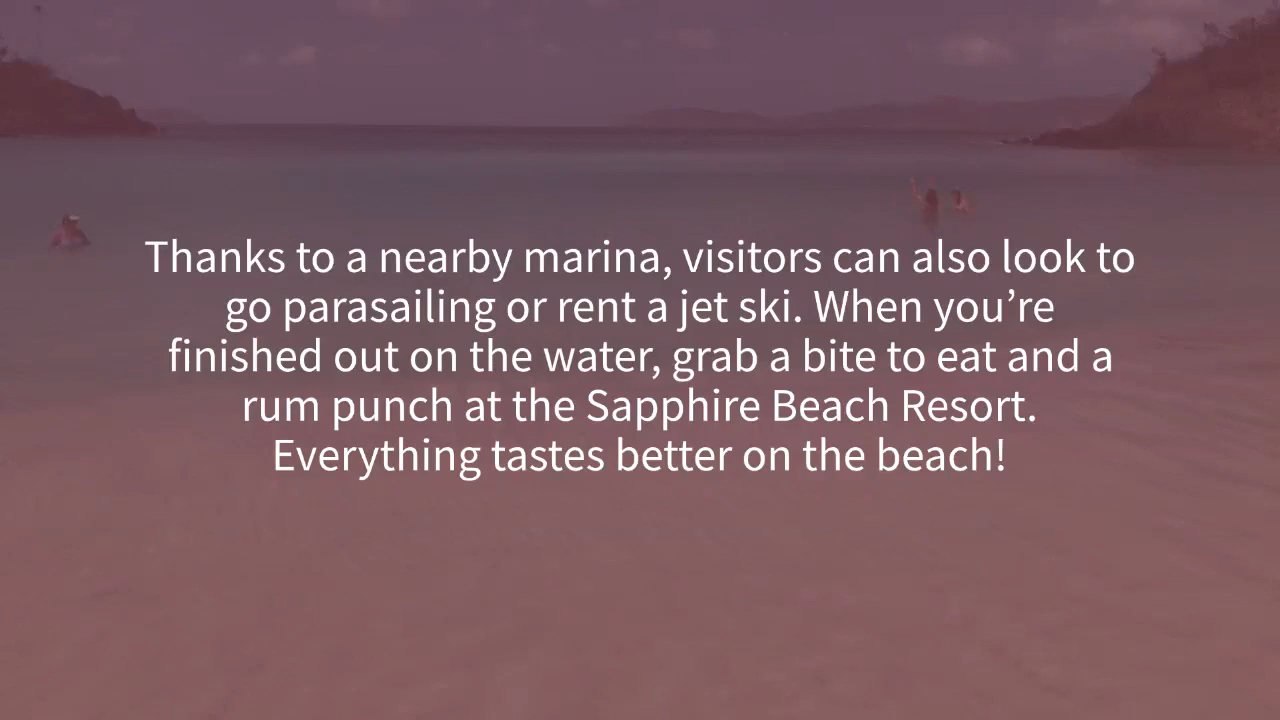 Thanks to a nearby marina, visitors can also look to
go parasailing or rent a jet ski. When you’re
finished out on the water, grab a bite to eat and a
rum punch at the Sapphire Beach Resort.
Everything tastes better on the beach!